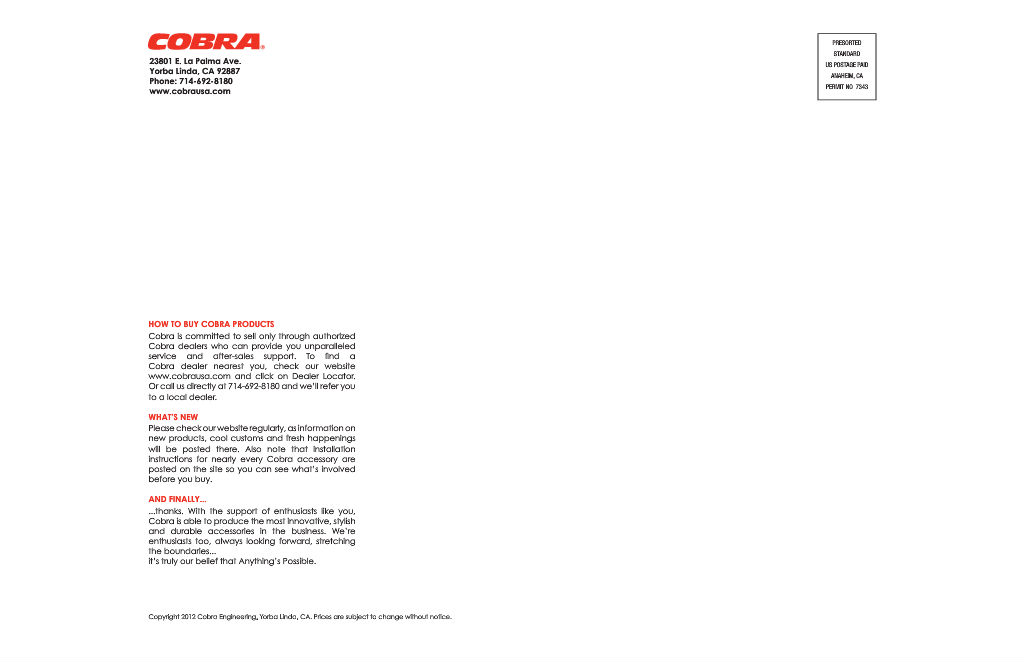 COBRA®
23801 E. La Palma Ave.
Yorba Linda, CA 92887
Phone: 714-692-8180
www.cobrausa.com
PRESORTED
STANDARD
US POSTAGE PAID
ANAHEIM, CA
PERMIT NO 7343
HOW TO BUY COBRA PRODUCTS
Cobra is committed to sell only through authorized
Cobra dealers who can provide you unparalleled
service and after-sales support. To find a
Cobra dealer nearest you, check our website
www.cobrausa.com and click on Dealer Locator.
Or call us directly at 714-692-8180 and we'll refer you
to a local dealer.
WHAT'S NEW
Please check our website regularly, as information on
new products, cool customs and fresh happenings
will be posted there. Also note that installation
instructions for nearly every Cobra accessory are
posted on the site so you can see what's involved
before you buy.
AND FINALLY...
...thanks. With the support of enthusiasts like you,
Cobra is able to produce the most innovative, stylish
and durable accessories in the business. We're
enthusiasts too, always looking forward, stretching
the boundaries...
it's truly our belief that Anything's Possible.
Copyright 2012 Cobra Engineering, Yorba Linda, CA. Prices are subject to change without notice.